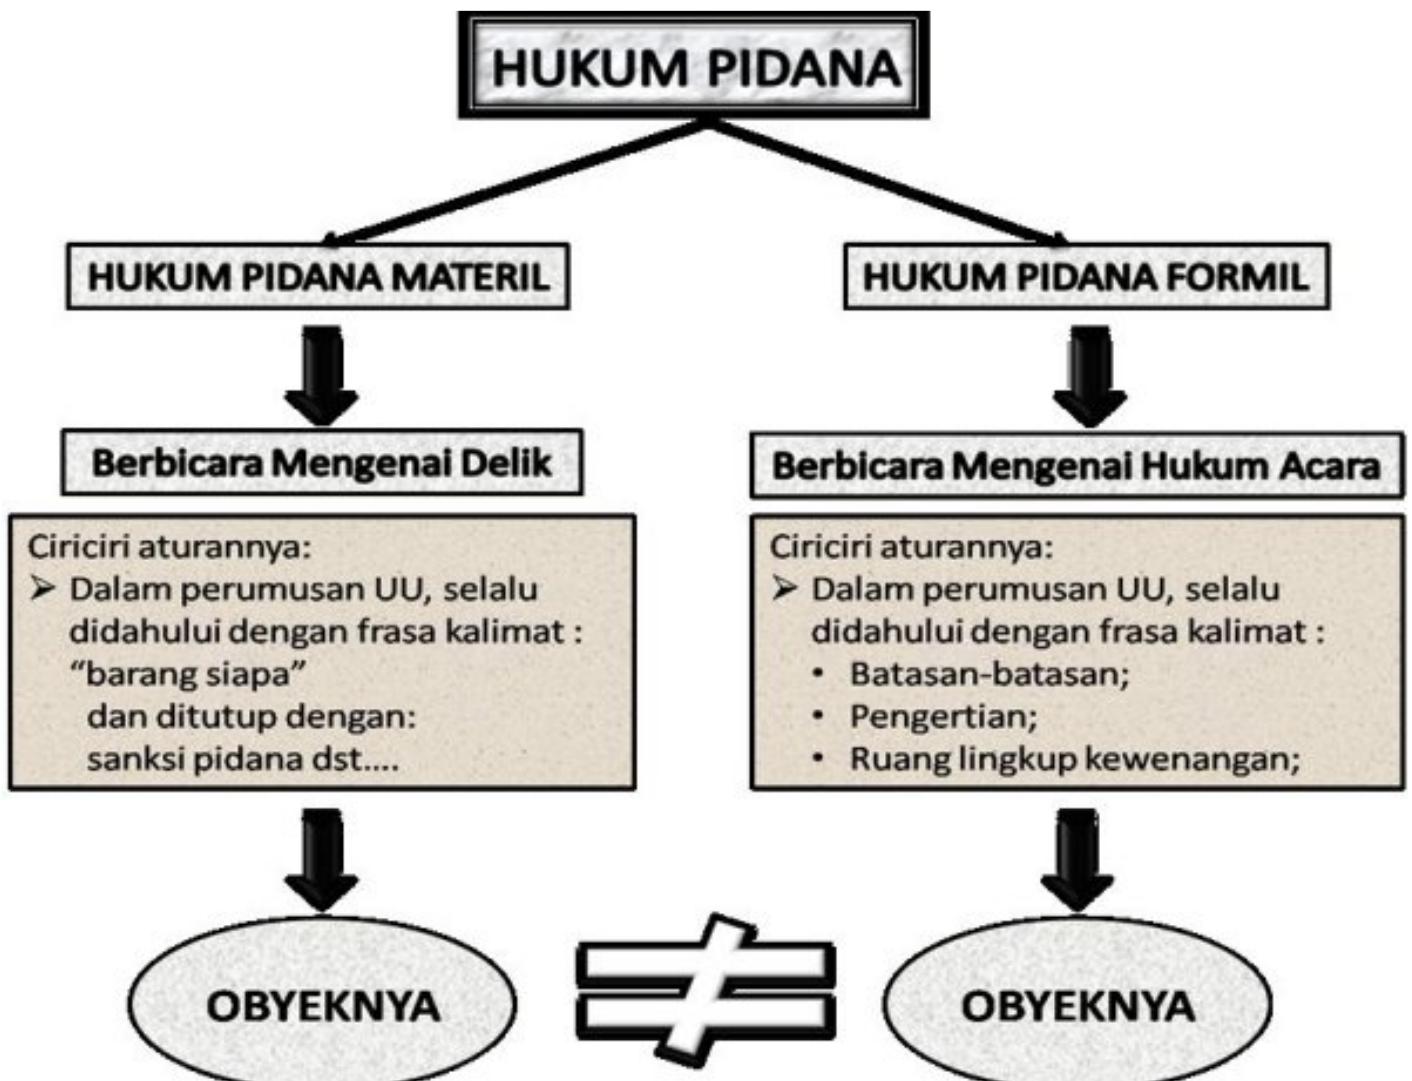 HUKUM PIDANA
HUKUM PIDANA MATERIL
Berbicara Mengenai Delik
Ciriciri aturannya:
➢ Dalam perumusan UU, selalu
didahului dengan frasa kalimat :
“barang siapa”
dan ditutup dengan:
sanksi pidana dst....
OBYEKNYA
≠
HUKUM PIDANA FORMIL
Berbicara Mengenai Hukum Acara
Ciriciri aturannya:
➢ Dalam perumusan UU, selalu
didahului dengan frasa kalimat :
• Batasan-batasan;
• Pengertian;
• Ruang lingkup kewenangan;
OBYEKNYA